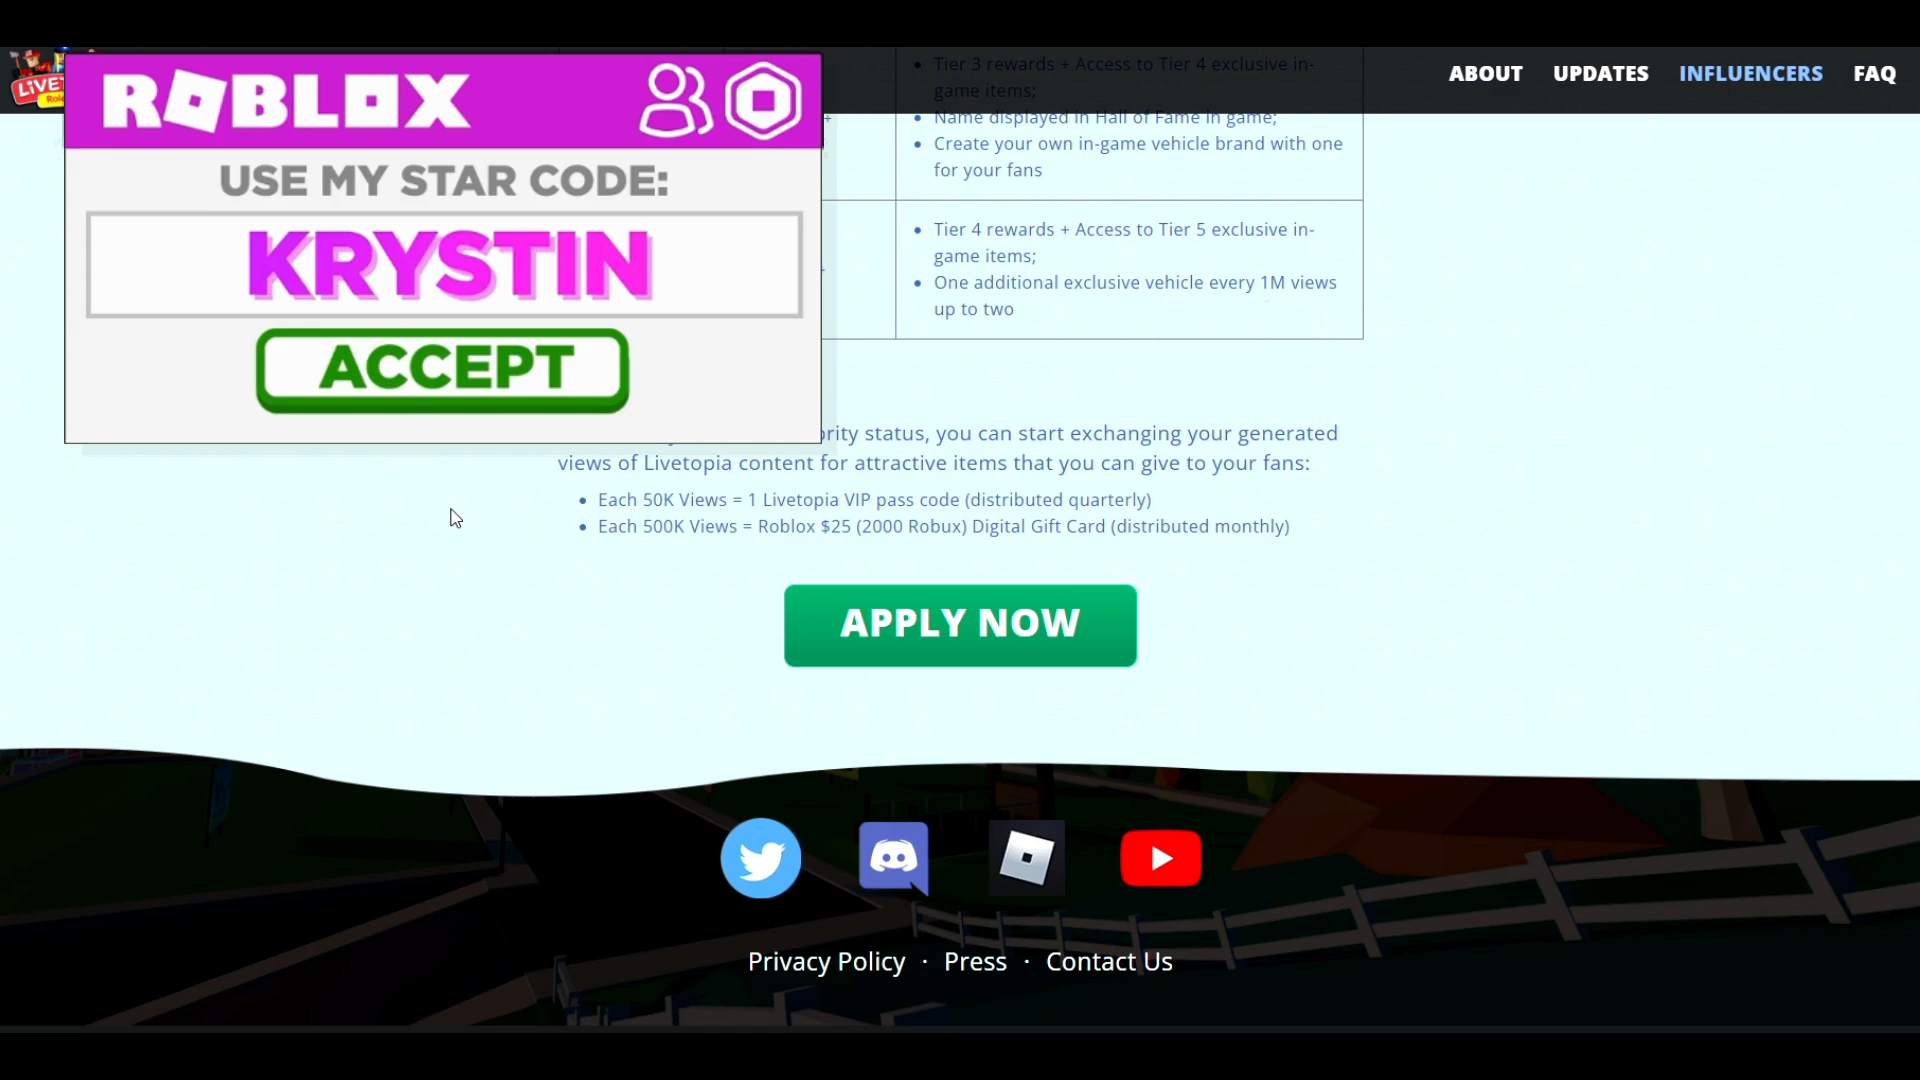 LIVET
Role
ROBLOX
ABOUT
UPDATES
INFLUENCERS
FAQ
USE MY STAR CODE:
KRYSTIN
ACCEPT
• Tier 3 rewards + Access to Tier 4 exclusive in-
game items;
• Name displayed in Hall of Fame in game;
• Create your own in-game vehicle brand with one
for your fans
• Tier 4 rewards + Access to Tier 5 exclusive in-
game items;
• One additional exclusive vehicle every 1M views
up to two
status, you can start exchanging your generated
views of Livetopia content for attractive items that you can give to your fans:
• Each 50K Views = 1 Livetopia VIP pass code (distributed quarterly)
• Each 500K Views = Roblox $25 (2000 Robux) Digital Gift Card (distributed monthly)
APPLY NOW
Privacy Policy · Press · Contact Us